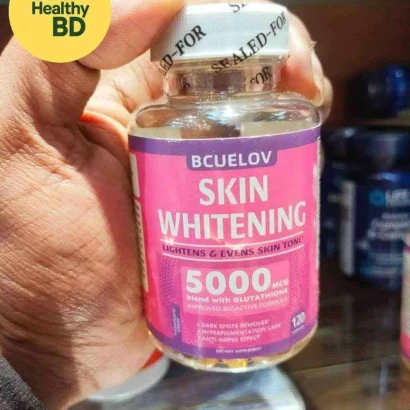 Healthy
BD
SEALED-FOR
BCUELOV
SKIN
WHITENING
LIGHTENS & EVENS SKIN TONE
5000 MCG
blend with GLUTATHIONE
IMPROVED BIOACTIVE FORMULA
DARK SPOTS REMOVER
HYPERPIGMENTATION CARE
ANTI-AGING EFFECT
120
DIETARY SUPPLEMENT
LIFE